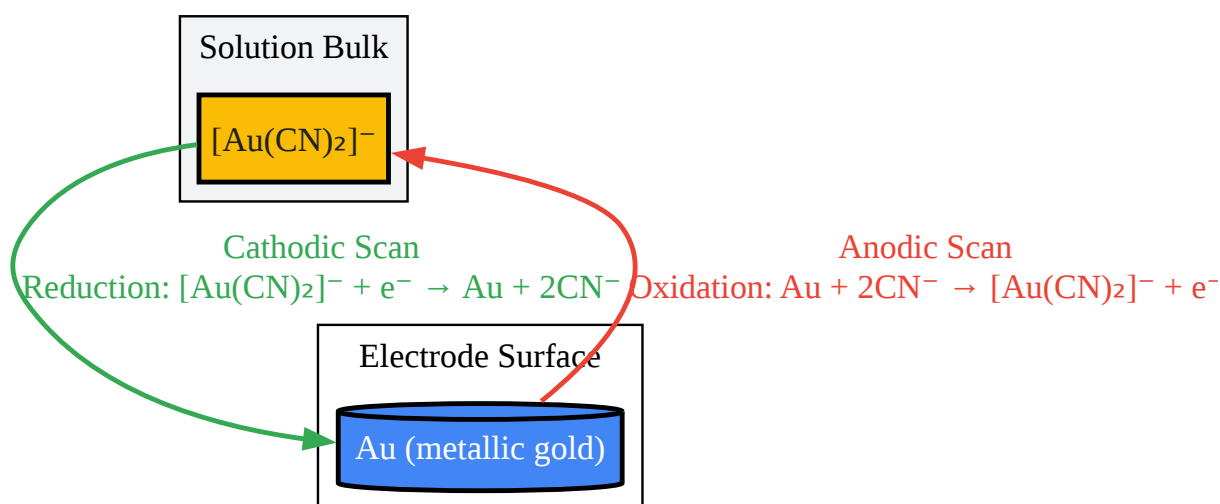 Solution Bulk
[Au(CN)₂]⁻
Cathodic Scan
Reduction: [Au(CN)₂]⁻ + e⁻ → Au + 2CN⁻
Anodic Scan
Oxidation: Au + 2CN⁻ → [Au(CN)₂]⁻ + e⁻
Electrode Surface
Au (metallic gold)